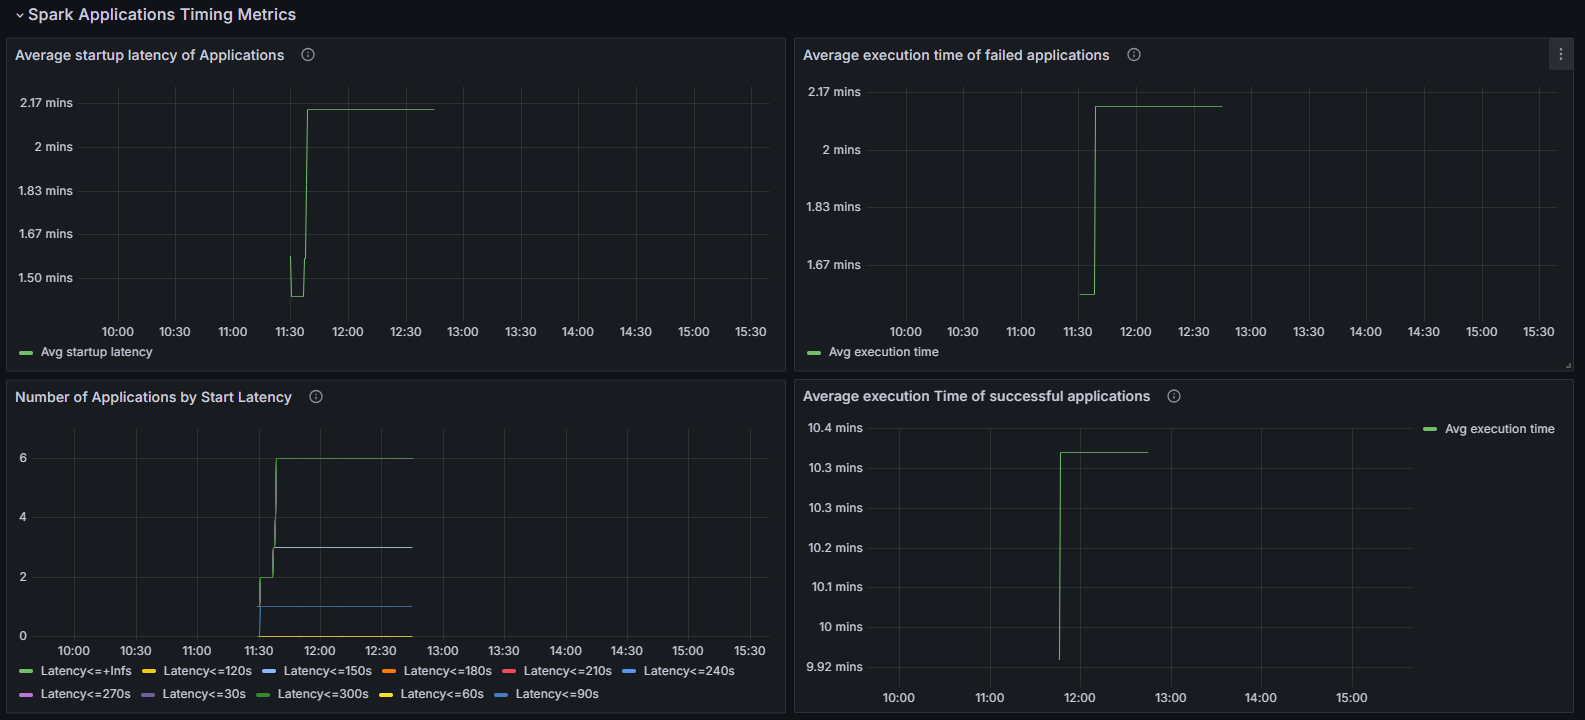 Spark Applications Timing Metrics
Average startup latency of Applications
2.17 mins
2 mins
1.83 mins
1.67 mins
1.50 mins
10:00 10:30 11:00 11:30 12:00 12:30 13:00 13:30 14:00 14:30 15:00 15:30
Avg startup latency
Average execution time of failed applications
2.17 mins
2 mins
1.83 mins
1.67 mins
10:00 10:30 11:00 11:30 12:00 12:30 13:00 13:30 14:00 14:30 15:00 15:30
Avg execution time
Number of Applications by Start Latency
6
4
2
0
10:00 10:30 11:00 11:30 12:00 12:30 13:00 13:30 14:00 14:30 15:00 15:30
Latency<=+Infs Latency<=120s Latency<=150s Latency<=180s Latency<=210s Latency<=240s
Latency<=270s Latency<=30s Latency<=300s Latency<=60s Latency<=90s
Average execution Time of successful applications
10.4 mins
10.3 mins
10.3 mins
10.2 mins
10.1 mins
10 mins
9.92 mins
10:00 11:00 12:00 13:00 14:00 15:00
Avg execution time